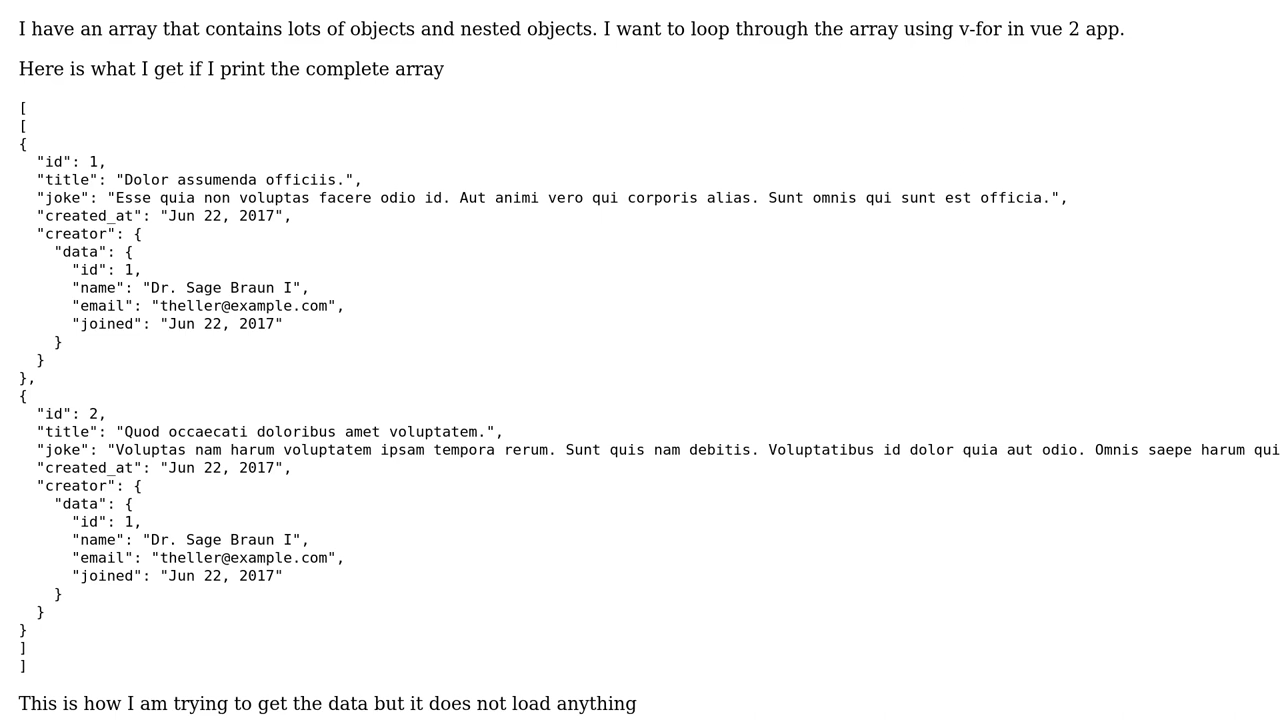 I have an array that contains lots of objects and nested objects. I want to loop through the array using v-for in vue 2 app.
Here is what I get if I print the complete array
[
[
{
  "id": 1,
  "title": "Dolor assumenda officiis.",
  "joke": "Esse quia non voluptas facere odio id. Aut animi vero qui corporis alias. Sunt omnis qui sunt est officia.",
  "created_at": "Jun 22, 2017",
  "creator": {
    "data": {
      "id": 1,
      "name": "Dr. Sage Braun I",
      "email": "theller@example.com",
      "joined": "Jun 22, 2017"
    }
  }
},
{
  "id": 2,
  "title": "Quod occaecati doloribus amet voluptatem.",
  "joke": "Voluptas nam harum voluptatem ipsam tempora rerum. Sunt quis nam debitis. Voluptatibus id dolor quia aut odio. Omnis saepe harum qui
  "created_at": "Jun 22, 2017",
  "creator": {
    "data": {
      "id": 1,
      "name": "Dr. Sage Braun I",
      "email": "theller@example.com",
      "joined": "Jun 22, 2017"
    }
  }
}
]
]
This is how I am trying to get the data but it does not load anything